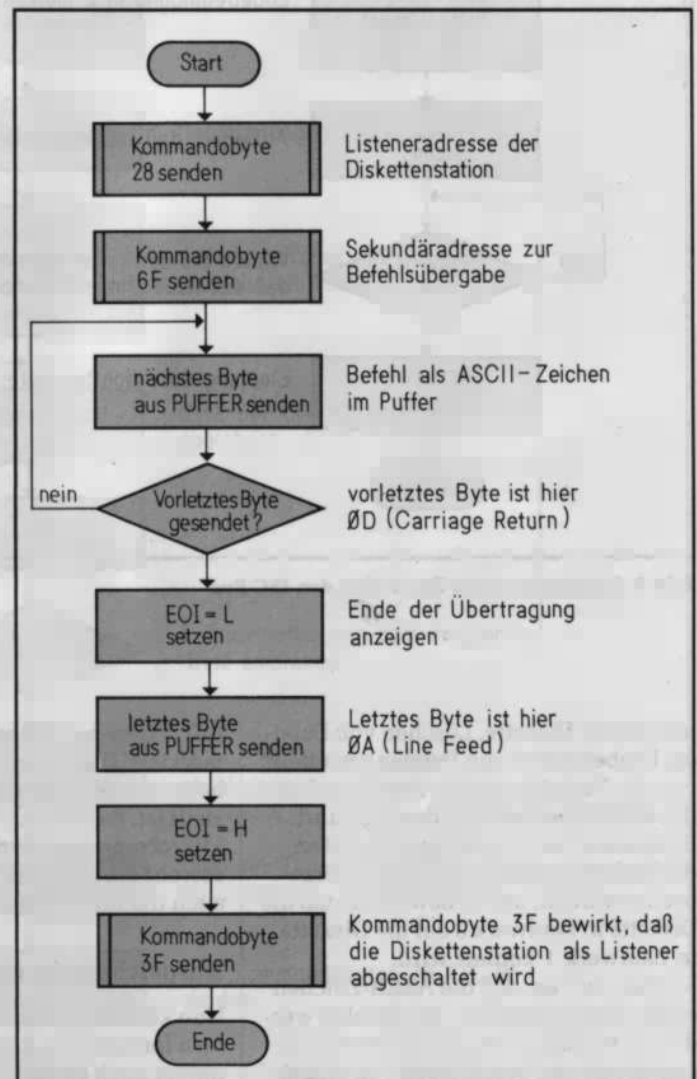 Start
Kommandobyte
28 senden
Listeneradresse der
Diskettenstation
Kommandobyte
6F senden
Sekundäradresse zur
Befehlsübergabe
nächstes Byte
aus PUFFER senden
Befehl als ASCII-Zeichen
im Puffer
nein
Vorletztes Byte
gesendet?
vorletztes Byte ist hier
ØD (Carriage Return)
EOI = L
setzen
Ende der Übertragung
anzeigen
letztes Byte
aus PUFFER senden
Letztes Byte ist hier
ØA (Line Feed)
EOI = H
setzen
Kommandobyte
3F senden
Kommandobyte 3F bewirkt, daß
die Diskettenstation als Listener
abgeschaltet wird
Ende